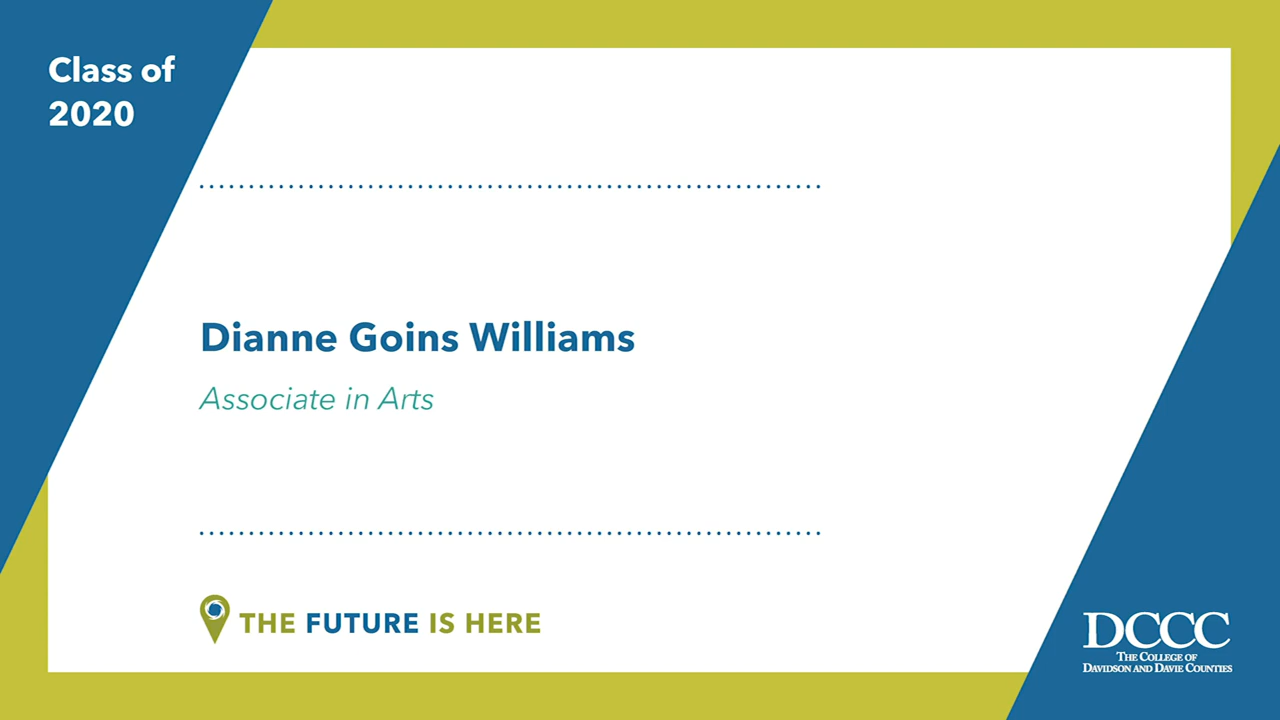 Class of
2020
Dianne Goins Williams
Associate in Arts
THE FUTURE IS HERE
DCCC
THE COLLEGE OF
DAVIDSON AND DAVIE COUNTIES